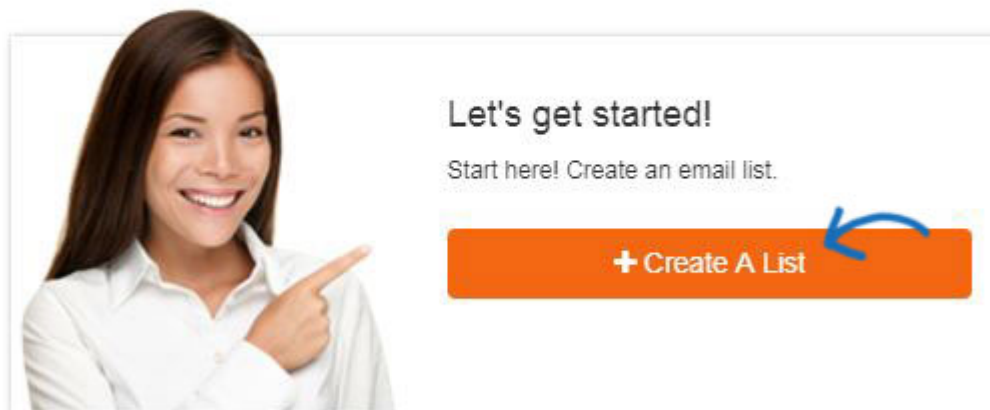 Let's get started!
Start here! Create an email list.
+ Create A List